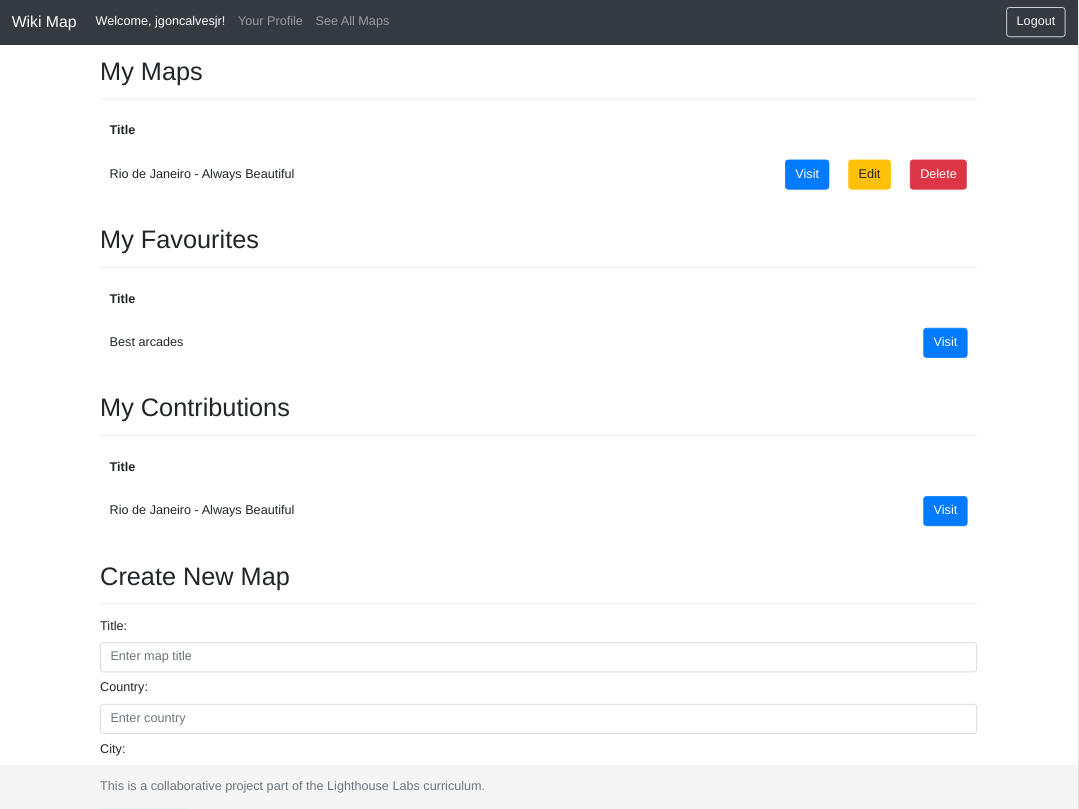 Wiki Map Welcome, jgoncalvesjr! Your Profile See All Maps Logout
My Maps
Title
Rio de Janeiro - Always Beautiful Visit Edit Delete
My Favourites
Title
Best arcades Visit
My Contributions
Title
Rio de Janeiro - Always Beautiful Visit
Create New Map
Title:
Enter map title
Country:
Enter country
City:
This is a collaborative project part of the Lighthouse Labs curriculum.